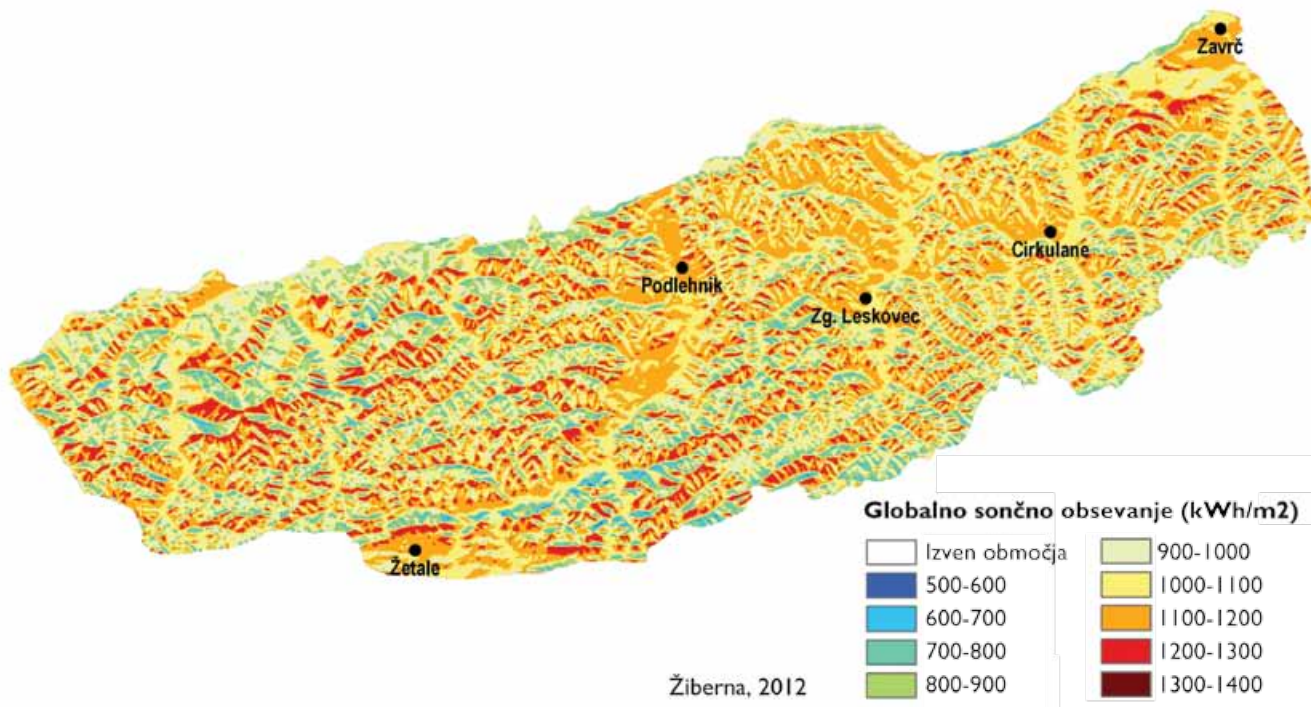 Zavrč
Cirkulane
Podlehnik
Zg. Leskovec
Žetale
Globalno sončno obsevanje (kWh/m2)
Izven območja
500-600
600-700
700-800
800-900
900-1000
1000-1100
1100-1200
1200-1300
1300-1400
Žiberna, 2012